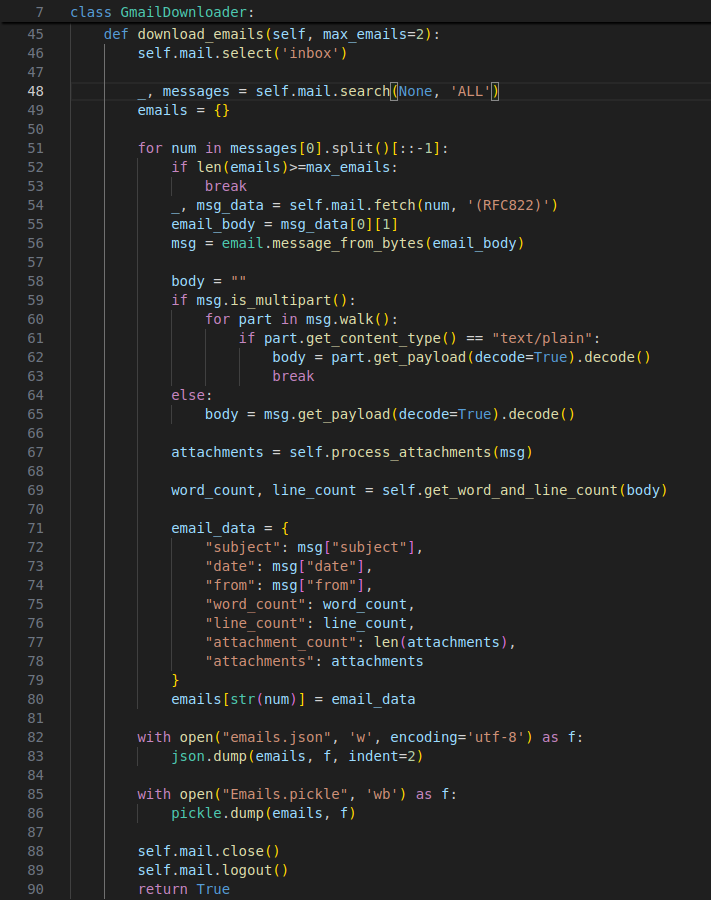 7 class GmailDownloader:
45     def download_emails(self, max_emails=2):
46         self.mail.select('inbox')
47
48         _, messages = self.mail.search(None, 'ALL')
49         emails = {}
50
51         for num in messages[0].split()[::-1]:
52             if len(emails)>=max_emails:
53                 break
54             _, msg_data = self.mail.fetch(num, '(RFC822)')
55             email_body = msg_data[0][1]
56             msg = email.message_from_bytes(email_body)
57
58             body = ""
59             if msg.is_multipart():
60                 for part in msg.walk():
61                     if part.get_content_type() == "text/plain":
62                         body = part.get_payload(decode=True).decode()
63                         break
64             else:
65                 body = msg.get_payload(decode=True).decode()
66
67             attachments = self.process_attachments(msg)
68
69             word_count, line_count = self.get_word_and_line_count(body)
70
71             email_data = {
72                 "subject": msg["subject"],
73                 "date": msg["date"],
74                 "from": msg["from"],
75                 "word_count": word_count,
76                 "line_count": line_count,
77                 "attachment_count": len(attachments),
78                 "attachments": attachments
79             }
80             emails[str(num)] = email_data
81
82         with open("emails.json", 'w', encoding='utf-8') as f:
83             json.dump(emails, f, indent=2)
84
85         with open("Emails.pickle", 'wb') as f:
86             pickle.dump(emails, f)
87
88         self.mail.close()
89         self.mail.logout()
90         return True